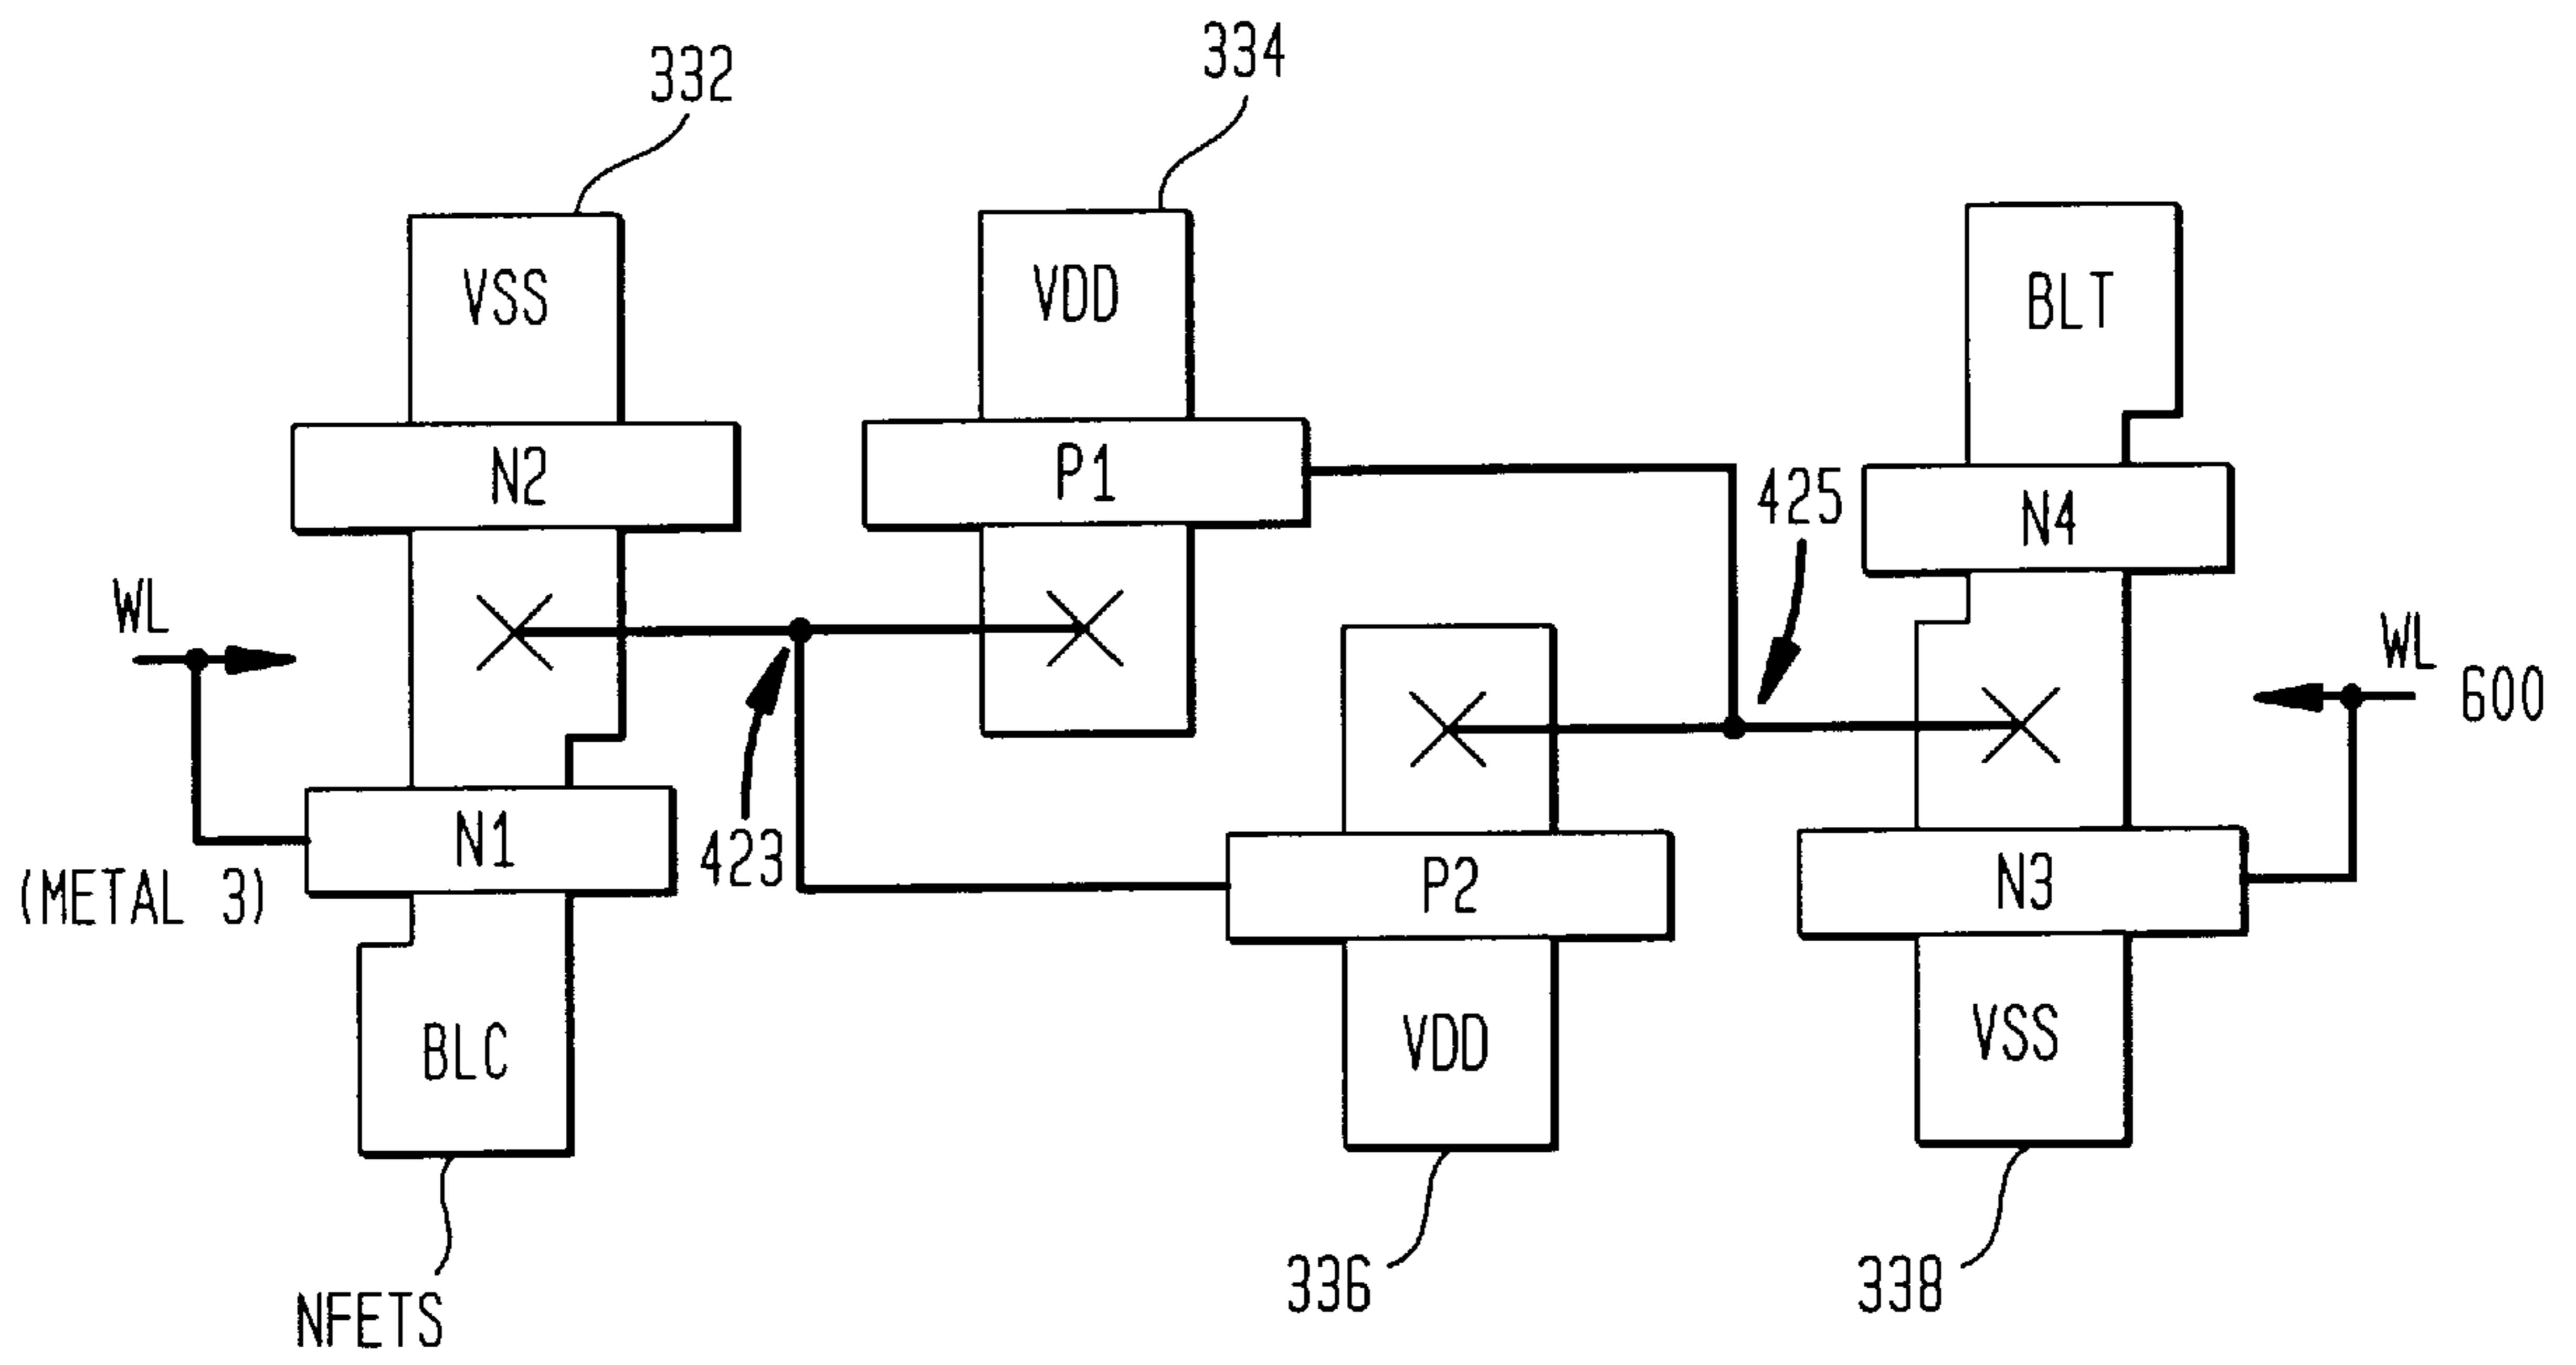 332
334
VSS
VDD
BLT
N2
P1
425
N4
WL
WL
600
N1
423
P2
N3
(METAL 3)
BLC
VDD
VSS
NFETS
336
338